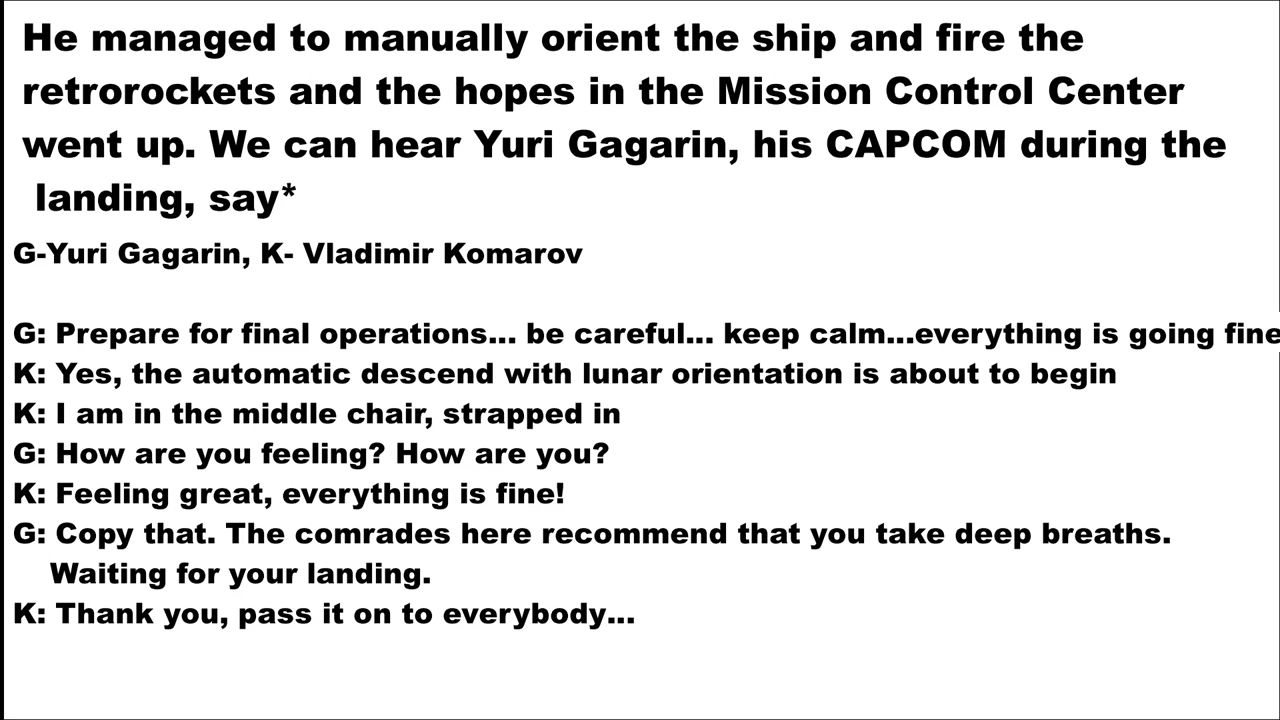 He managed to manually orient the ship and fire the
retrorockets and the hopes in the Mission Control Center
went up. We can hear Yuri Gagarin, his CAPCOM during the
landing, say*
G-Yuri Gagarin, K- Vladimir Komarov
G: Prepare for final operations... be careful... keep calm...everything is going fine
K: Yes, the automatic descend with lunar orientation is about to begin
K: I am in the middle chair, strapped in
G: How are you feeling? How are you?
K: Feeling great, everything is fine!
G: Copy that. The comrades here recommend that you take deep breaths.
Waiting for your landing.
K: Thank you, pass it on to everybody...